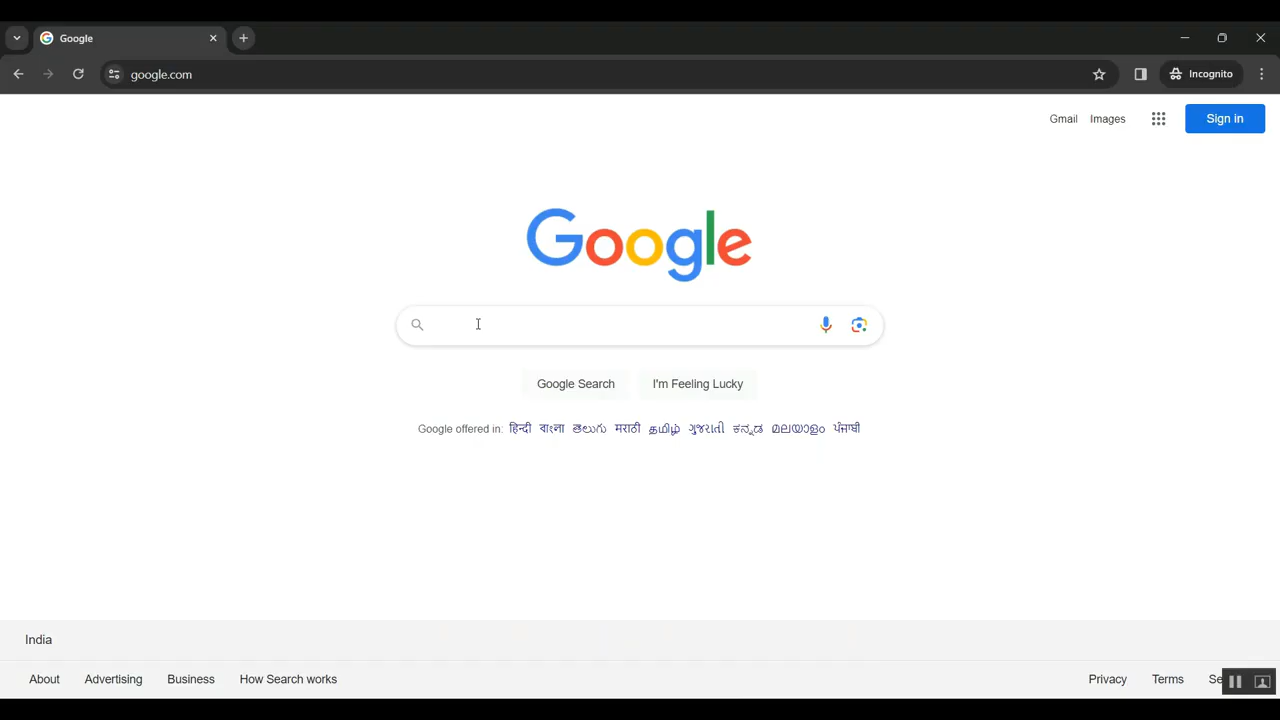 Google
google.com
Incognito
Gmail Images
Sign in
Google
Google Search I'm Feeling Lucky
Google offered in: हिन्दी বাংলা తెలుగు मराठी தமிழ் ગુજરાતી ಕನ್ನಡ മലയാളം ਪੰਜਾਬੀ
India
About Advertising Business How Search works Privacy Terms